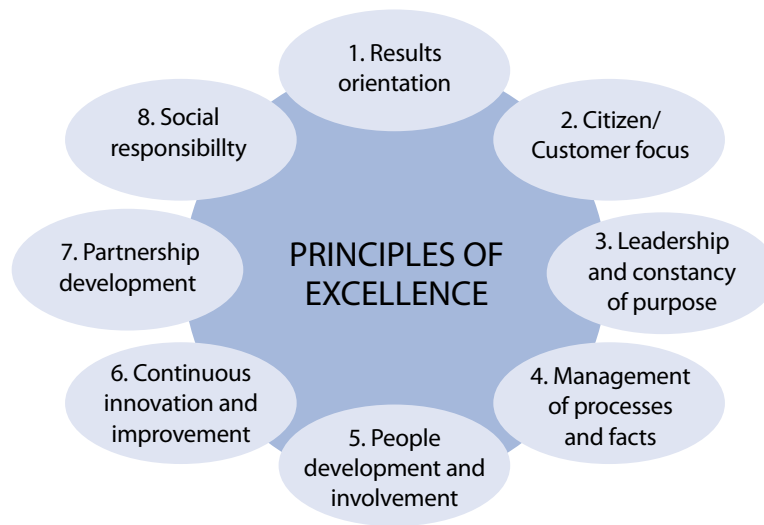 1. Results
orientation
2. Citizen/
Customer focus
3. Leadership
and constancy
of purpose
4. Management
of processes
and facts
5. People
development and
involvement
6. Continuous
innovation and
improvement
7. Partnership
development
8. Social
responsibillty
PRINCIPLES OF
EXCELLENCE